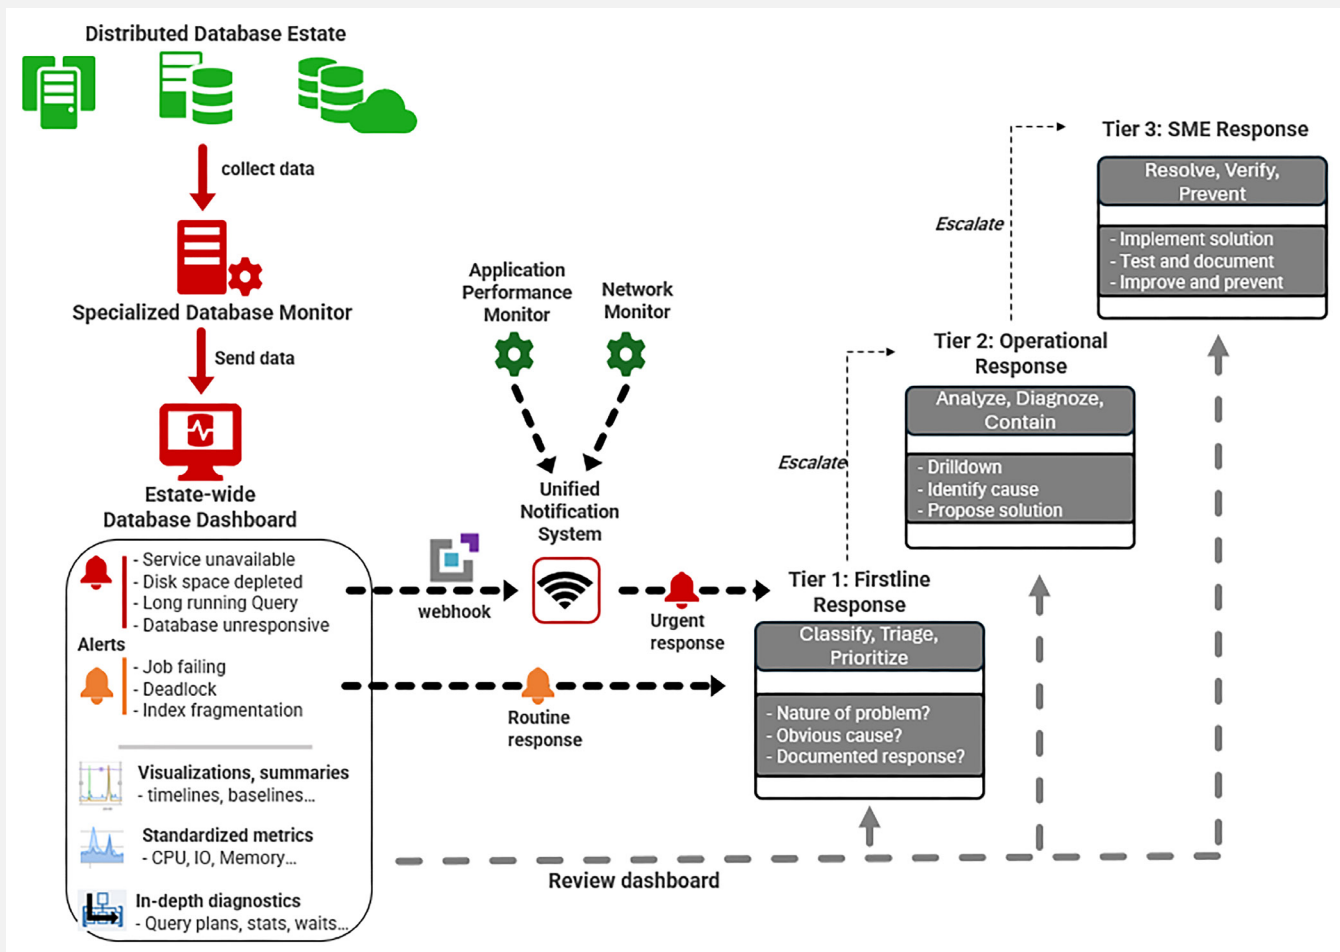 Distributed Database Estate
collect data
Specialized Database Monitor
Send data
Estate-wide
Database Dashboard
- Service unavailable
- Disk space depleted
- Long running Query
- Database unresponsive
Alerts
- Job failing
- Deadlock
- Index fragmentation
Visualizations, summaries
- timelines, baselines...
Standardized metrics
- CPU, IO, Memory...
In-depth diagnostics
- Query plans, stats, waits...
Application
Performance
Monitor
Network
Monitor
Unified
Notification
System
webhook
Urgent
response
Routine
response
Review dashboard
Tier 1: Firstline
Response
Classify, Triage,
Prioritize
- Nature of problem?
- Obvious cause?
- Documented response?
Escalate
Tier 2: Operational
Response
Analyze, Diagnoze,
Contain
- Drilldown
- Identify cause
- Propose solution
Escalate
Tier 3: SME Response
Resolve, Verify,
Prevent
- Implement solution
- Test and document
- Improve and prevent